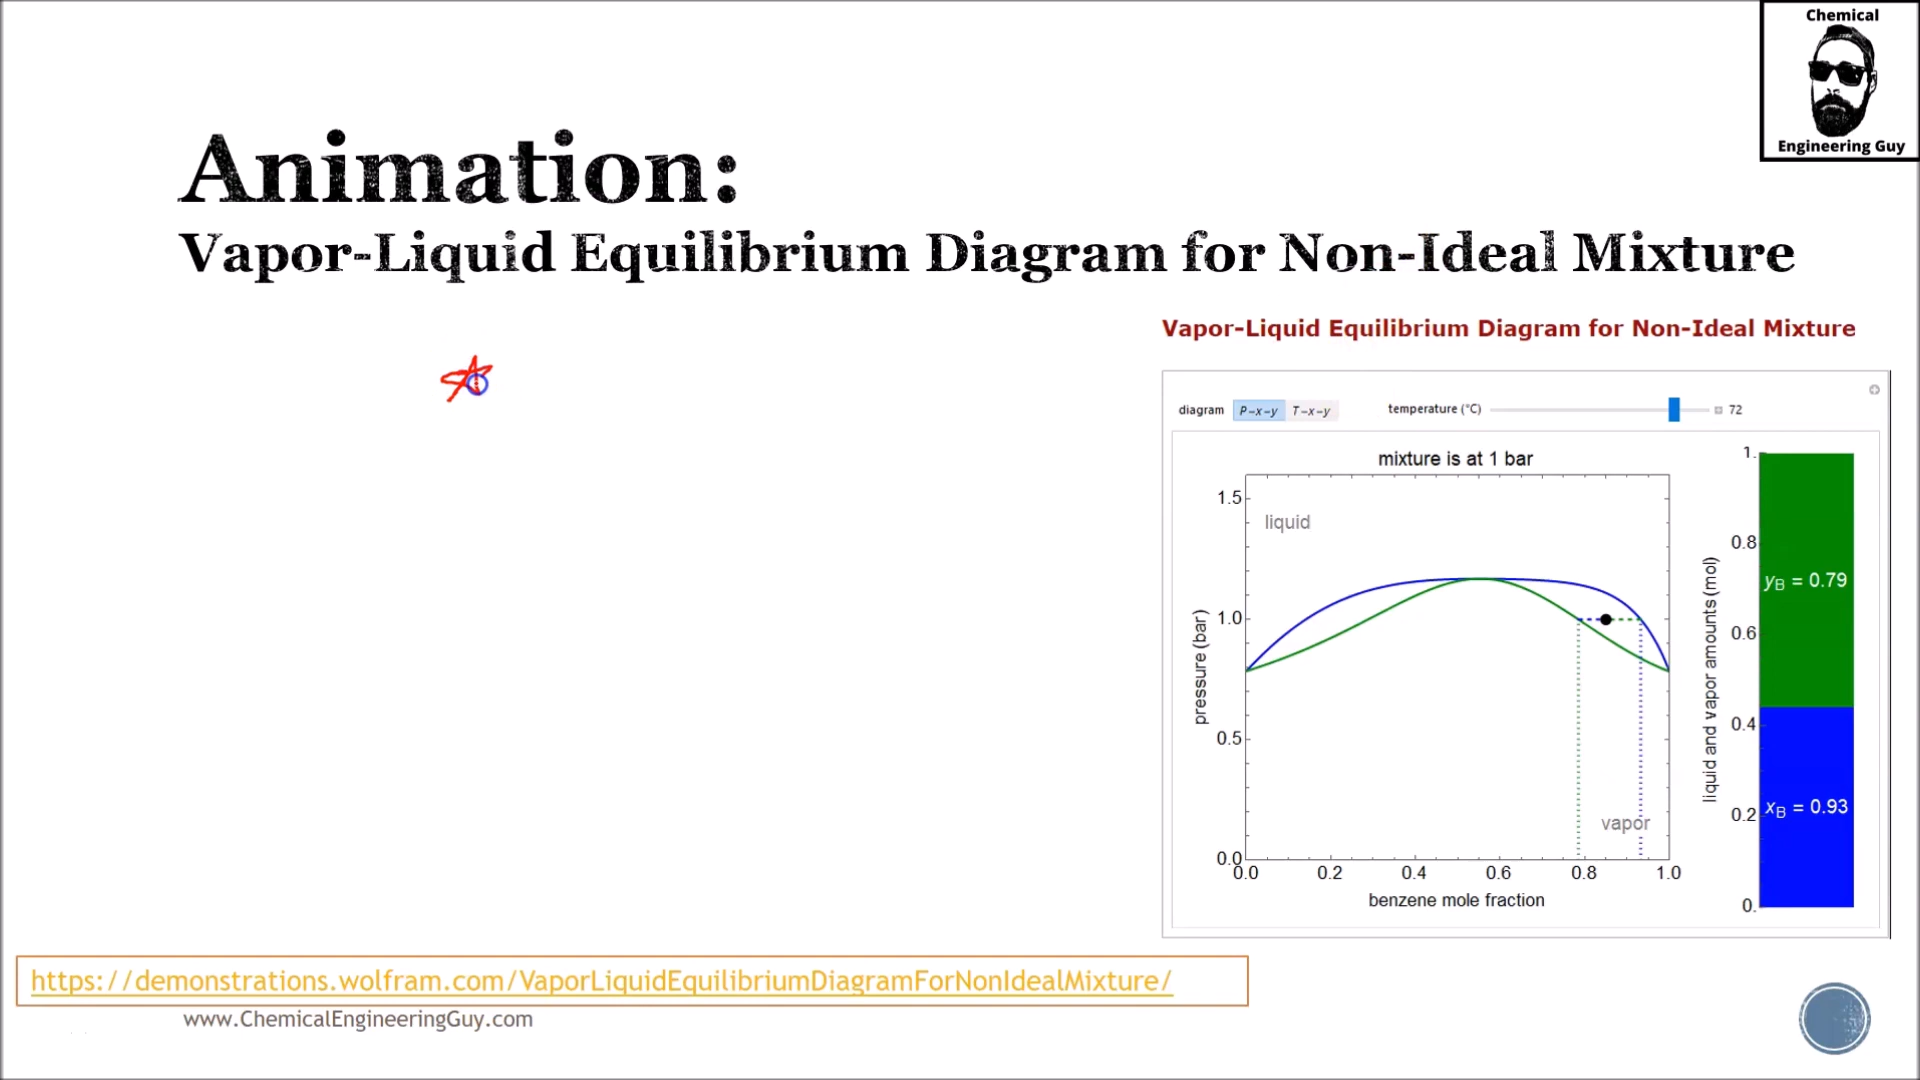 Chemical
Engineering Guy
Animation:
Vapor-Liquid Equilibrium Diagram for Non-Ideal Mixture
Vapor-Liquid Equilibrium Diagram for Non-Ideal Mixture
diagram P-x-y T-x-y temperature (°C) 72
mixture is at 1 bar
1.5
1.0
0.5
0.0
pressure (bar)
liquid
vapor
0.0 0.2 0.4 0.6 0.8 1.0
benzene mole fraction
liquid and vapor amounts (mol)
1.
0.8
0.6
0.4
0.2
0.
yB = 0.79
xB = 0.93
https://demonstrations.wolfram.com/VaporLiquidEquilibriumDiagramForNonIdealMixture/
www.ChemicalEngineeringGuy.com